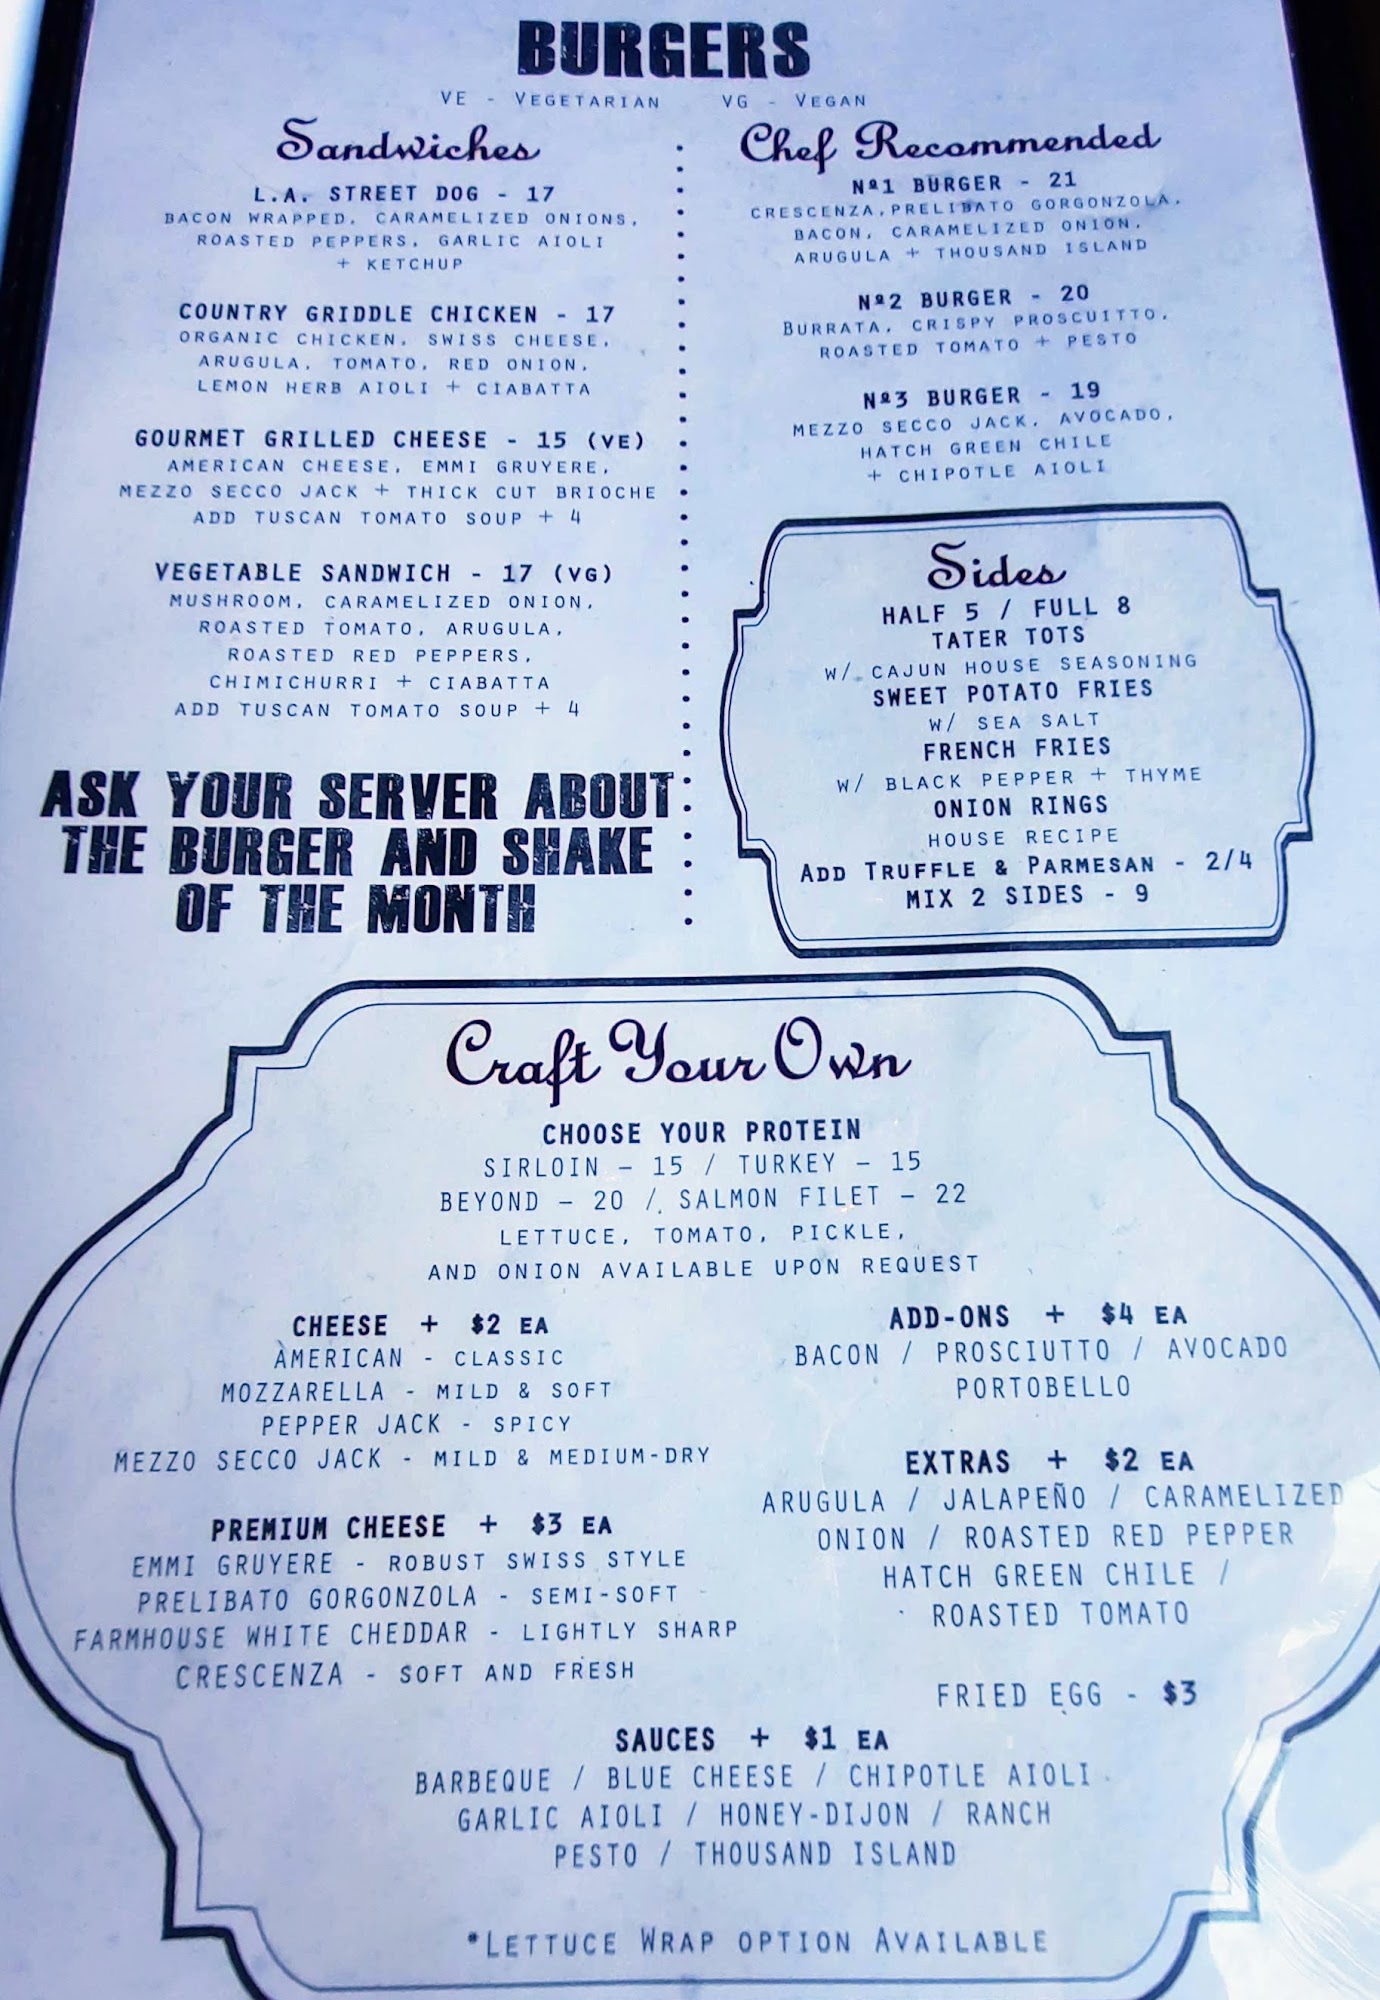 BURGERS
VE - VEGETARIAN VG - VEGAN
Sandwiches
L.A. STREET DOG - 17
BACON WRAPPED, CARAMELIZED ONIONS,
ROASTED PEPPERS, GARLIC AIOLI
+ KETCHUP
COUNTRY GRIDDLE CHICKEN - 17
ORGANIC CHICKEN, SWISS CHEESE,
ARUGULA, TOMATO, RED ONION,
LEMON HERB AIOLI + CIABATTA
GOURMET GRILLED CHEESE - 15 (VE)
AMERICAN CHEESE, EMMI GRUYERE,
MEZZO SECCO JACK + THICK CUT BRIOCHE
ADD TUSCAN TOMATO SOUP + 4
VEGETABLE SANDWICH - 17 (VG)
MUSHROOM, CARAMELIZED ONION,
ROASTED TOMATO, ARUGULA,
ROASTED RED PEPPERS,
CHIMICHURRI + CIABATTA
ADD TUSCAN TOMATO SOUP + 4
ASK YOUR SERVER ABOUT
THE BURGER AND SHAKE
OF THE MONTH
Chef Recommended
Nº1 BURGER - 21
CRESCENZA, PRELIBATO GORGONZOLA,
BACON, CARAMELIZED ONION,
ARUGULA + THOUSAND ISLAND
Nº2 BURGER - 20
BURRATA, CRISPY PROSCUITTO,
ROASTED TOMATO + PESTO
Nº3 BURGER - 19
MEZZO SECCO JACK, AVOCADO,
HATCH GREEN CHILE
+ CHIPOTLE AIOLI
Sides
HALF 5 / FULL 8
TATER TOTS
W/ CAJUN HOUSE SEASONING
SWEET POTATO FRIES
W/ SEA SALT
FRENCH FRIES
W/ BLACK PEPPER + THYME
ONION RINGS
HOUSE RECIPE
ADD TRUFFLE & PARMESAN - 2/4
MIX 2 SIDES - 9
Craft Your Own
CHOOSE YOUR PROTEIN
SIRLOIN – 15 / TURKEY – 15
BEYOND – 20 / SALMON FILET – 22
LETTUCE, TOMATO, PICKLE,
AND ONION AVAILABLE UPON REQUEST
CHEESE + $2 EA
AMERICAN - CLASSIC
MOZZARELLA - MILD & SOFT
PEPPER JACK - SPICY
MEZZO SECCO JACK - MILD & MEDIUM-DRY
PREMIUM CHEESE + $3 EA
EMMI GRUYERE - ROBUST SWISS STYLE
PRELIBATO GORGONZOLA - SEMI-SOFT
FARMHOUSE WHITE CHEDDAR - LIGHTLY SHARP
CRESCENZA - SOFT AND FRESH
ADD-ONS + $4 EA
BACON / PROSCIUTTO / AVOCADO
PORTOBELLO
EXTRAS + $2 EA
ARUGULA / JALAPEÑO / CARAMELIZED
ONION / ROASTED RED PEPPER
HATCH GREEN CHILE /
ROASTED TOMATO
FRIED EGG - $3
SAUCES + $1 EA
BARBEQUE / BLUE CHEESE / CHIPOTLE AIOLI
GARLIC AIOLI / HONEY-DIJON / RANCH
PESTO / THOUSAND ISLAND
*LETTUCE WRAP OPTION AVAILABLE